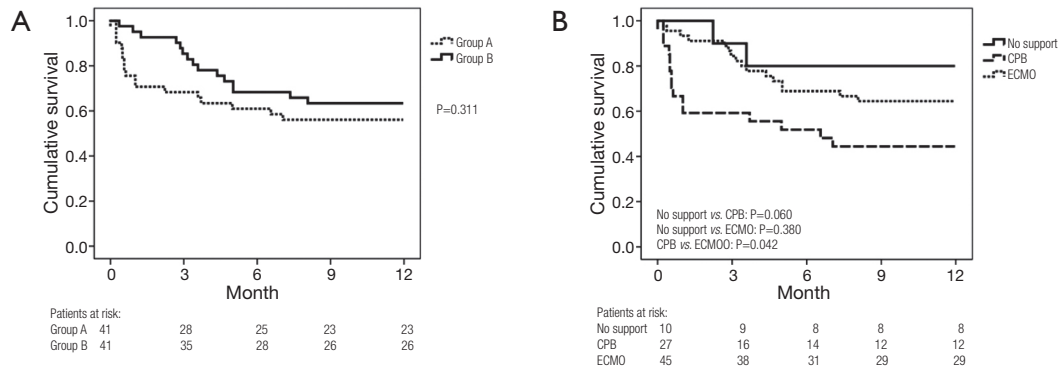 A
Cumulative survival
1.0
0.8
0.6
0.4
0.2
0.0
0 3 6 9 12
Month
Group A
Group B
P=0.311
Patients at risk:
Group A 41 28 25 23 23
Group B 41 35 28 26 26
B
Cumulative survival
1.0
0.8
0.6
0.4
0.2
0.0
No support vs. CPB: P=0.060
No support vs. ECMO: P=0.380
CPB vs. ECMOO: P=0.042
0 3 6 9 12
Month
No support
CPB
ECMO
Patients at risk:
No support 10 9 8 8 8
CPB 27 16 14 12 12
ECMO 45 38 31 29 29